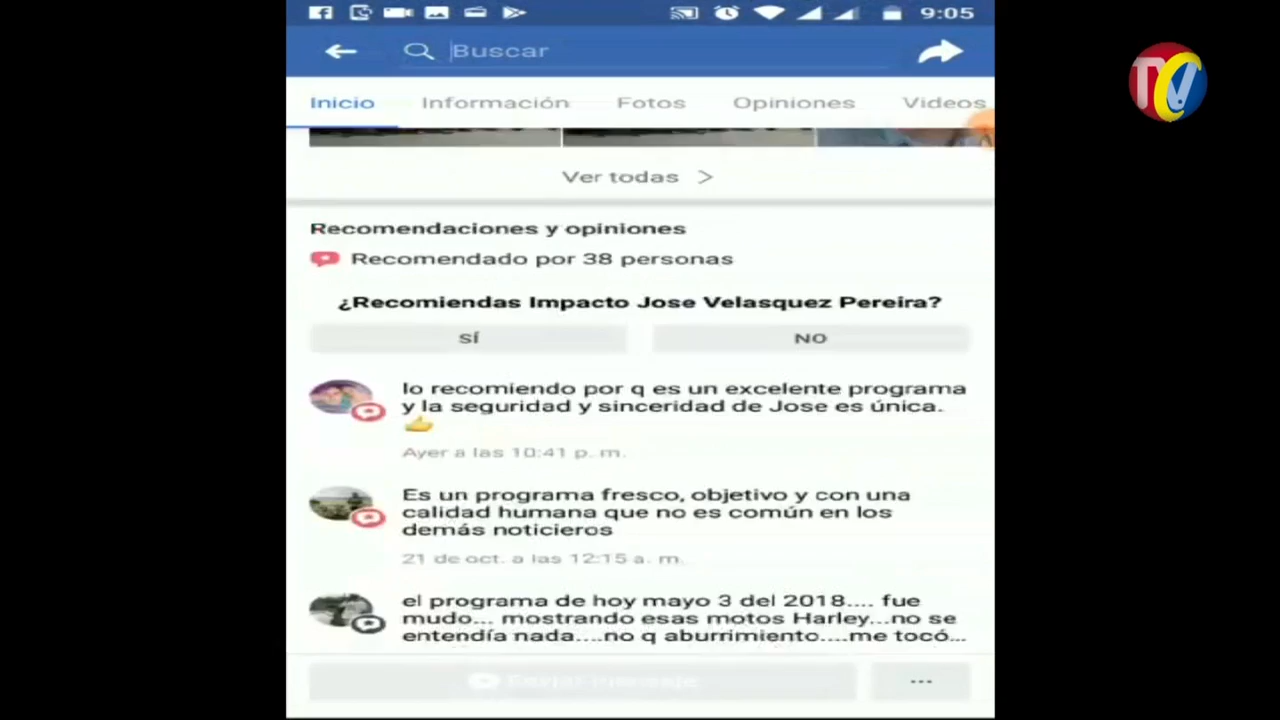 9:05
Buscar
Inicio Información Fotos Opiniones Videos
Ver todas >
Recomendaciones y opiniones
Recomendado por 38 personas
¿Recomiendas Impacto Jose Velasquez Pereira?
SÍ NO
lo recomiendo por q es un excelente programa
y la seguridad y sinceridad de Jose es única.
👍
Ayer a las 10:41 p. m.
Es un programa fresco, objetivo y con una
calidad humana que no es común en los
demás noticieros
21 de oct. a las 12:15 a. m.
el programa de hoy mayo 3 del 2018.... fue
mudo... mostrando esas motos Harley...no se
entendía nada....no q aburrimiento....me tocó...
Enviar mensaje ...